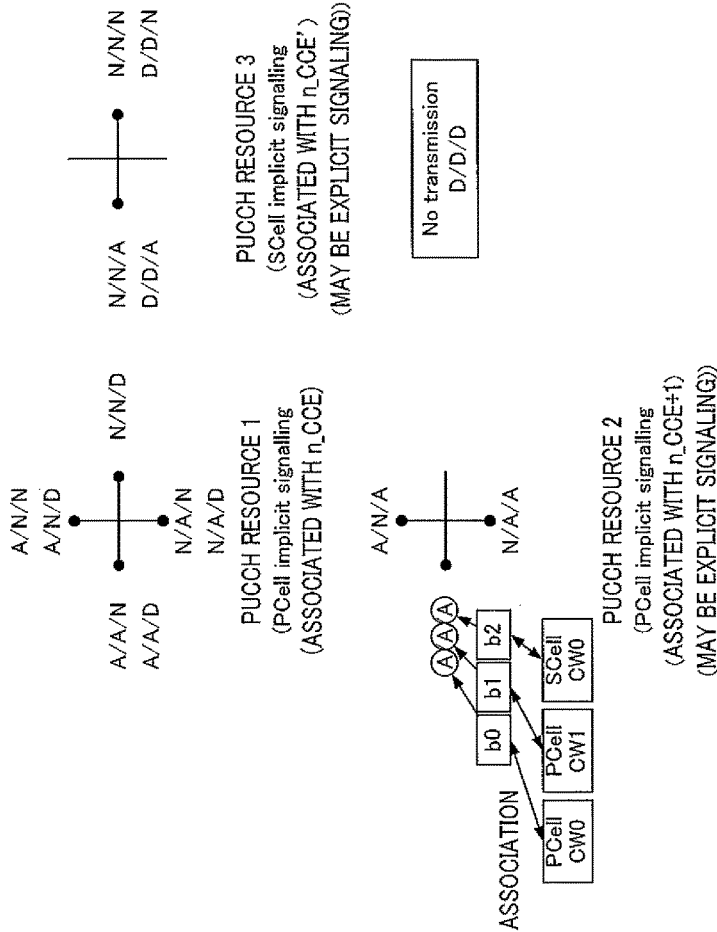 A/N/N
A/N/D
A/A/N
A/A/D
N/N/D
N/A/N
N/A/D
PUCCH RESOURCE 1
(PCell implicit signalling
(ASSOCIATED WITH n_CCE)
N/N/A
D/D/A
N/N/N
D/D/N
PUCCH RESOURCE 3
(SCell implicit signalling
(ASSOCIATED WITH n_CCE')
(MAY BE EXPLICIT SIGNALING))
A A A
b0 b1 b2
ASSOCIATION
PCell CW0
PCell CW1
SCell CW0
A/N/A
N/A/A
PUCCH RESOURCE 2
(PCell implicit signalling
(ASSOCIATED WITH n_CCE+1)
(MAY BE EXPLICIT SIGNALING))
No transmission
D/D/D